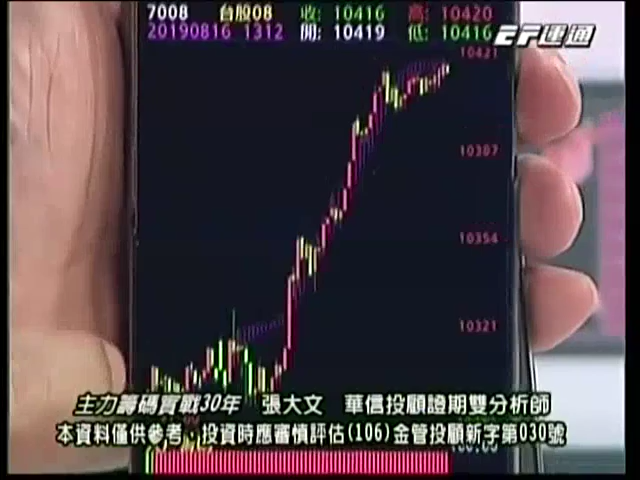 7008 台股08 收: 10416 高: 10420
20190816 1312 開: 10419 低: 10416
EF運通
10421
10387
10354
10321
主力籌碼實戰30年 張大文 華信投顧證期雙分析師
本資料僅供參考，投資時應審慎評估(106)金管投顧新字第030號